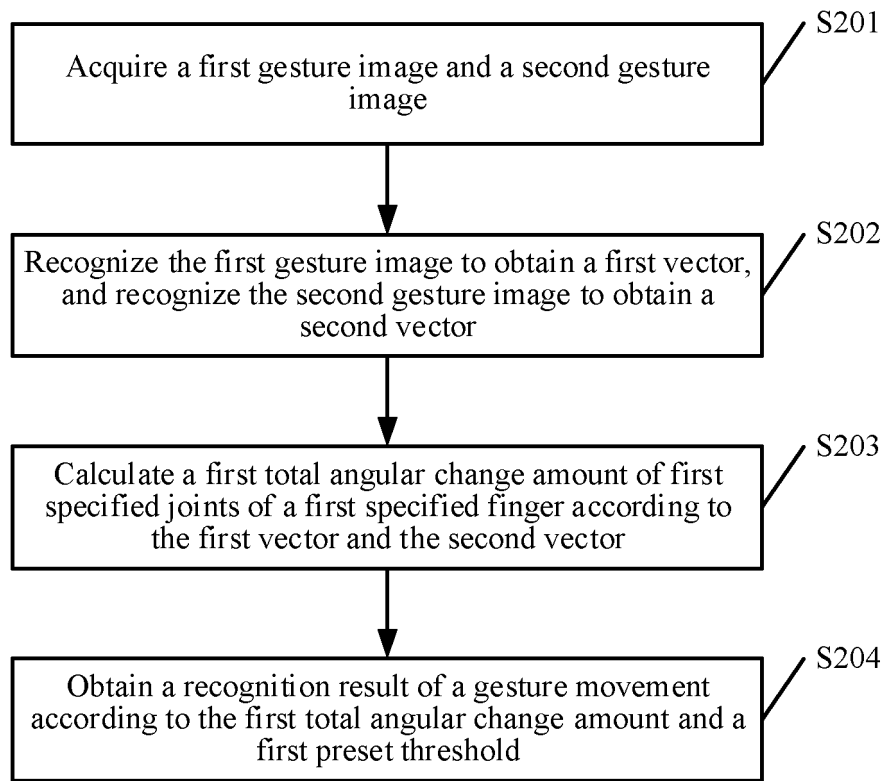 S201
Acquire a first gesture image and a second gesture
image
S202
Recognize the first gesture image to obtain a first vector,
and recognize the second gesture image to obtain a
second vector
S203
Calculate a first total angular change amount of first
specified joints of a first specified finger according to
the first vector and the second vector
S204
Obtain a recognition result of a gesture movement
according to the first total angular change amount and a
first preset threshold